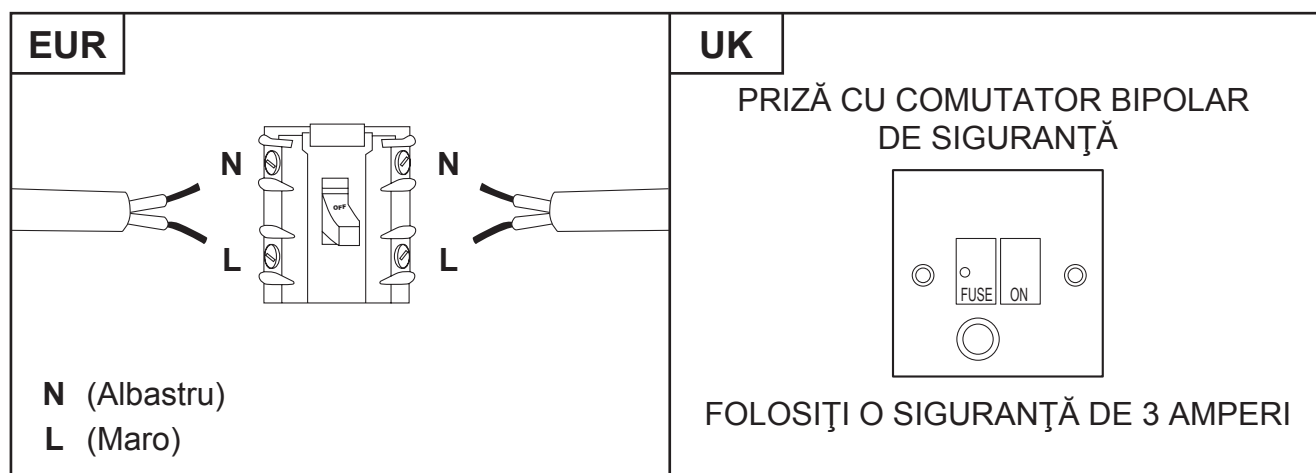 EUR
N N
OFF
L L
N (Albastru)
L (Maro)
UK
PRIZĂ CU COMUTATOR BIPOLAR
DE SIGURANŢĂ
FUSE ON
FOLOSIŢI O SIGURANŢĂ DE 3 AMPERI